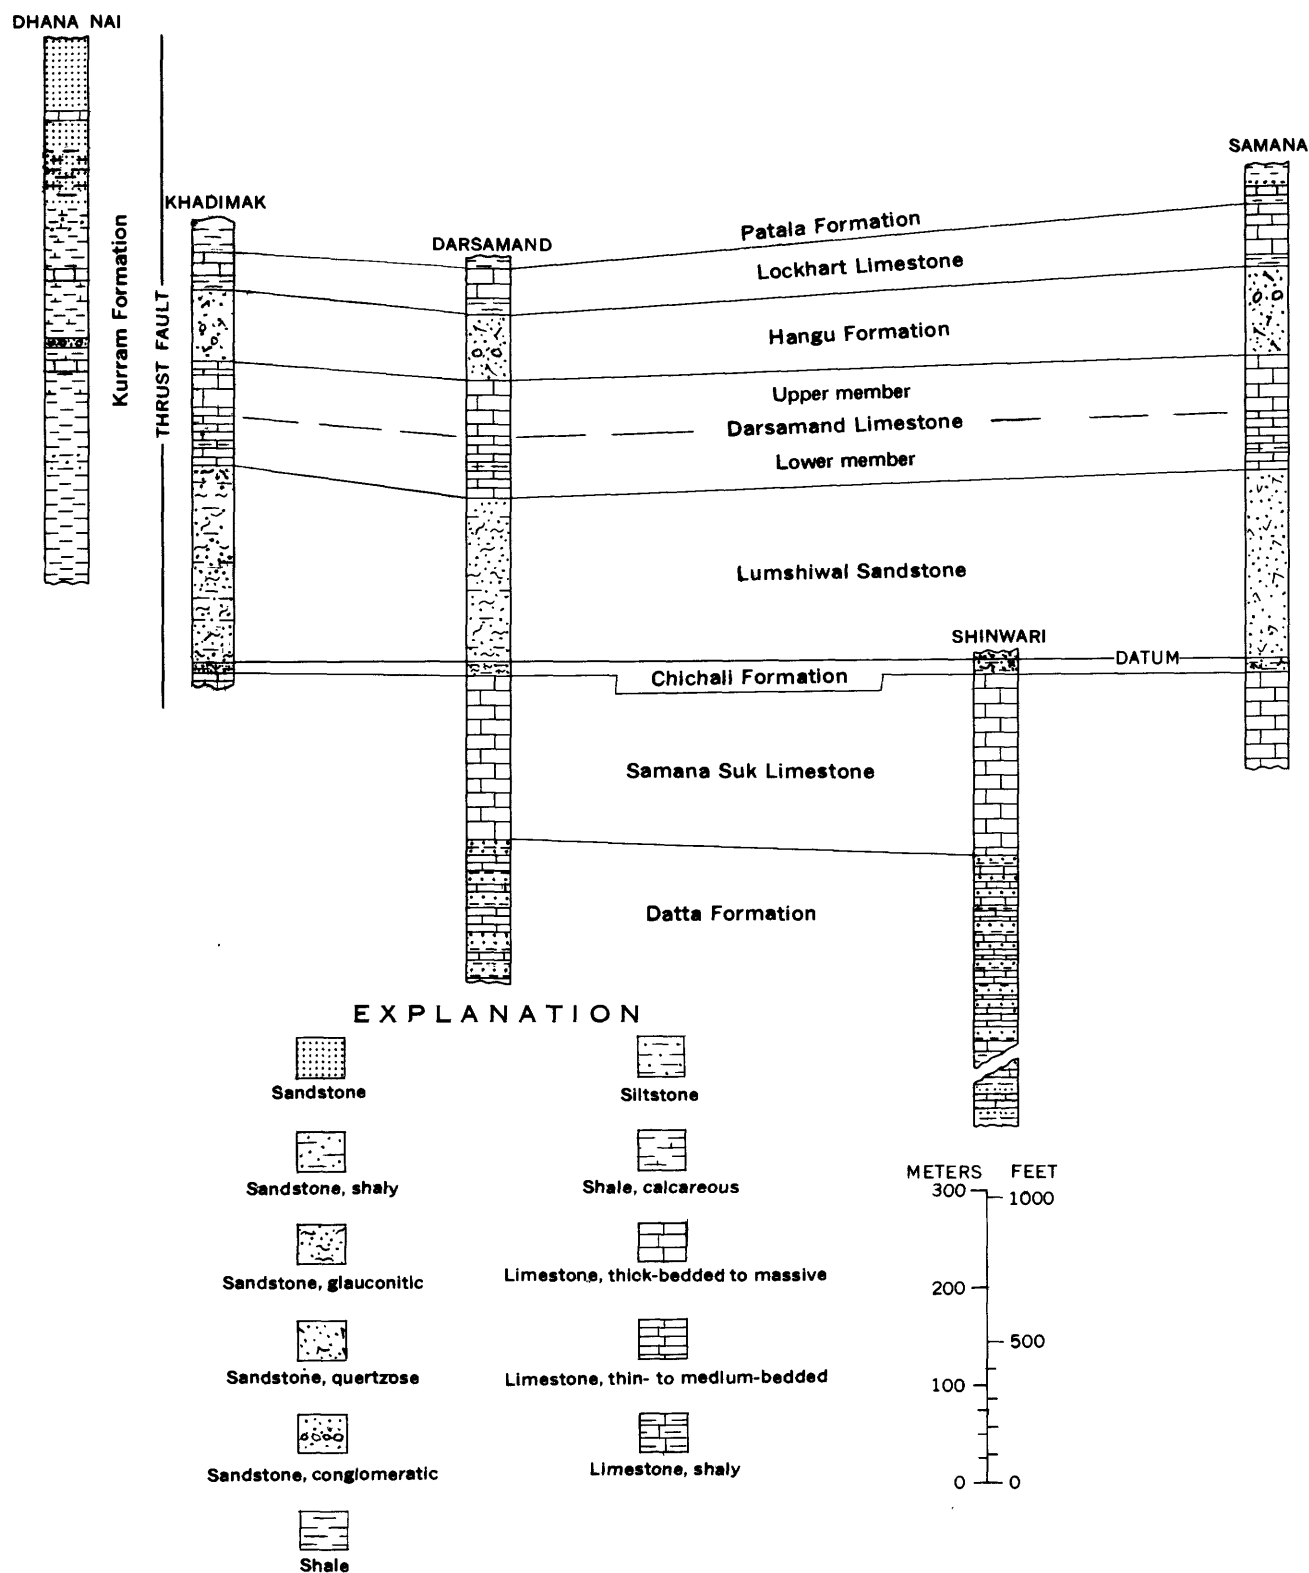 DHANA NAI
SAMANA
KHADIMAK
DARSAMAND
Patala Formation
Lockhart Limestone
Kurram Formation
THRUST FAULT
Hangu Formation
Upper member
Darsamand Limestone
Lower member
Lumshiwal Sandstone
SHINWARI
DATUM
Chichali Formation
Samana Suk Limestone
Datta Formation
EXPLANATION
Sandstone
Siltstone
Sandstone, shaly
Shale, calcareous
Sandstone, glauconitic
Limestone, thick-bedded to massive
Sandstone, quertzose
Limestone, thin- to medium-bedded
Sandstone, conglomeratic
Limestone, shaly
Shale
METERS FEET
300 1000
200
500
100
0 0